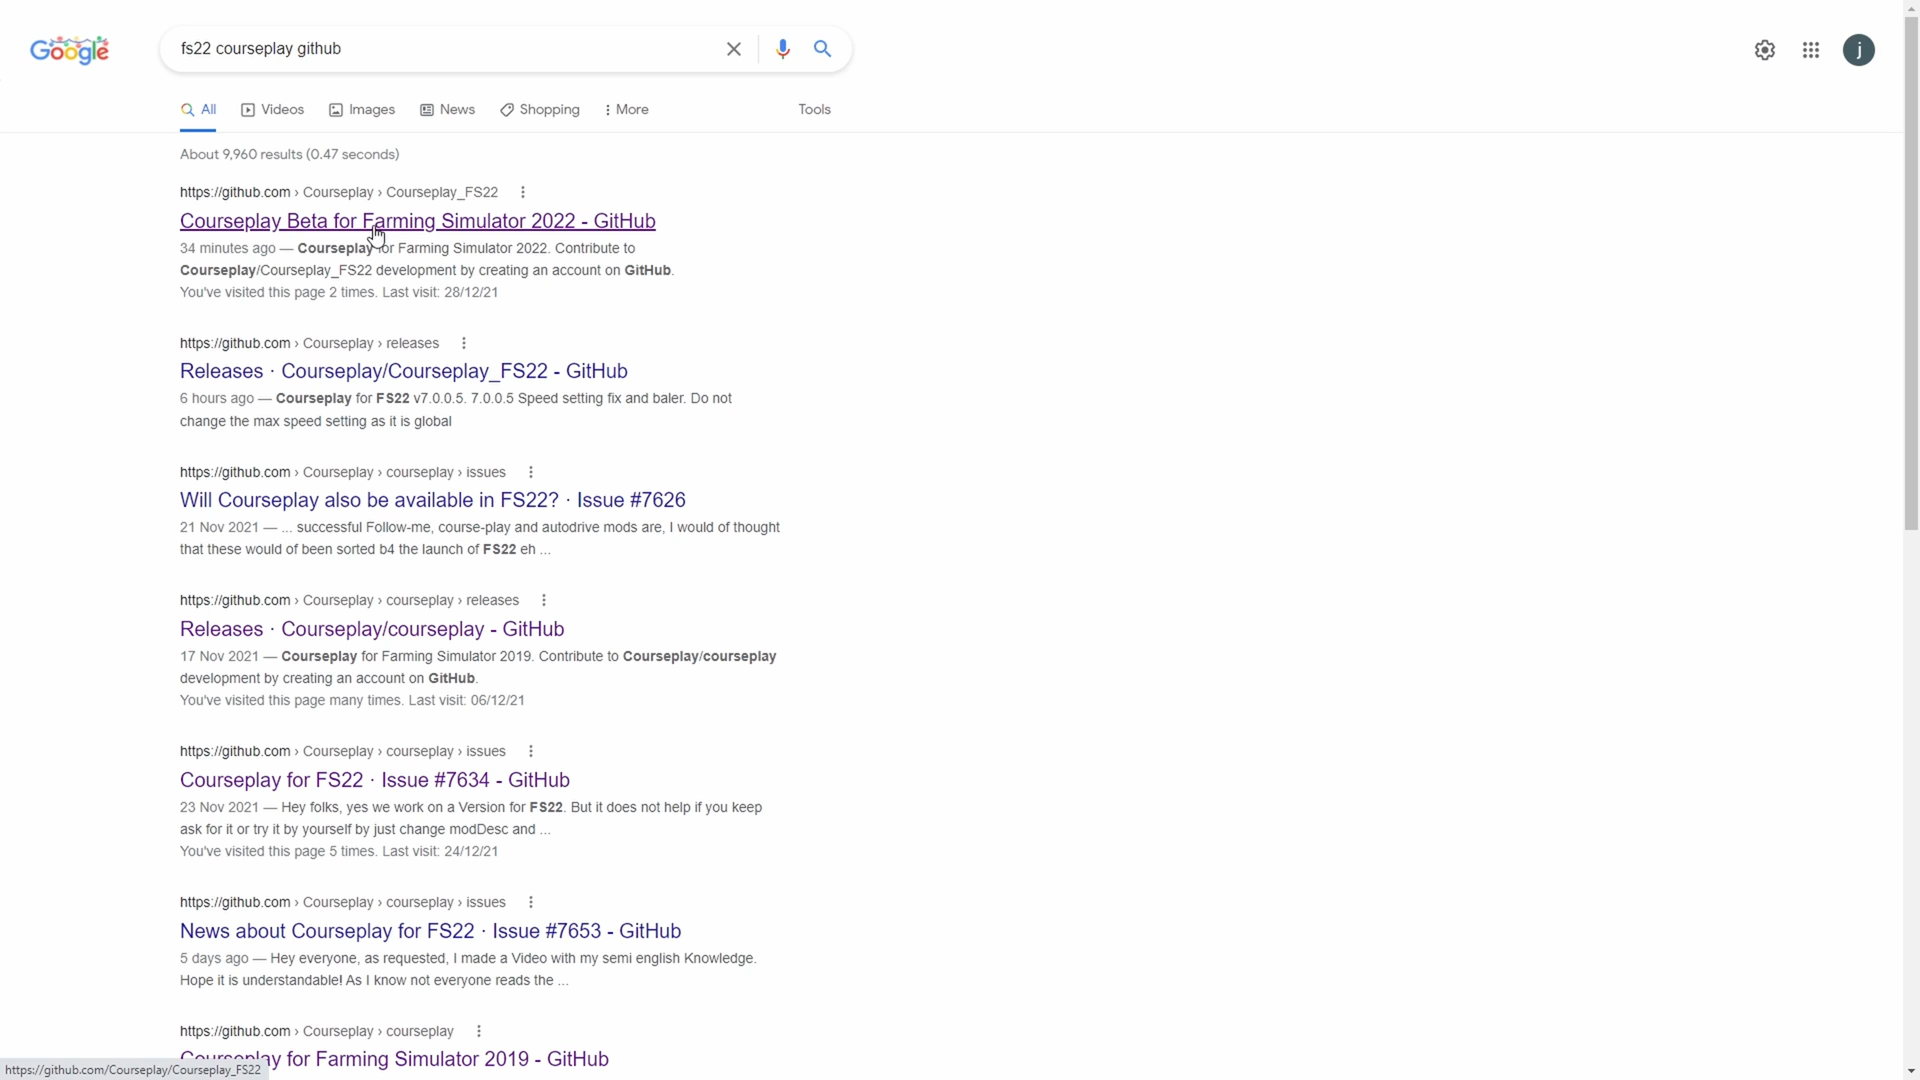 Google
fs22 courseplay github
j
All
Videos
Images
News
Shopping
More
Tools
About 9,960 results (0.47 seconds)
https://github.com › Courseplay › Courseplay_FS22
Courseplay Beta for Farming Simulator 2022 - GitHub
34 minutes ago — Courseplay for Farming Simulator 2022. Contribute to
Courseplay/Courseplay_FS22 development by creating an account on GitHub.
You've visited this page 2 times. Last visit: 28/12/21
https://github.com › Courseplay › releases
Releases · Courseplay/Courseplay_FS22 - GitHub
6 hours ago — Courseplay for FS22 v7.0.0.5. 7.0.0.5 Speed setting fix and baler. Do not
change the max speed setting as it is global
https://github.com › Courseplay › courseplay › issues
Will Courseplay also be available in FS22? · Issue #7626
21 Nov 2021 — ... successful Follow-me, course-play and autodrive mods are, I would of thought
that these would of been sorted b4 the launch of FS22 eh ...
https://github.com › Courseplay › courseplay › releases
Releases · Courseplay/courseplay - GitHub
17 Nov 2021 — Courseplay for Farming Simulator 2019. Contribute to Courseplay/courseplay
development by creating an account on GitHub.
You've visited this page many times. Last visit: 06/12/21
https://github.com › Courseplay › courseplay › issues
Courseplay for FS22 · Issue #7634 - GitHub
23 Nov 2021 — Hey folks, yes we work on a Version for FS22. But it does not help if you keep
ask for it or try it by yourself by just change modDesc and ...
You've visited this page 5 times. Last visit: 24/12/21
https://github.com › Courseplay › courseplay › issues
News about Courseplay for FS22 · Issue #7653 - GitHub
5 days ago — Hey everyone, as requested, I made a Video with my semi english Knowledge.
Hope it is understandable! As I know not everyone reads the ...
https://github.com › Courseplay › courseplay
Courseplay for Farming Simulator 2019 - GitHub
https://github.com/Courseplay/Courseplay_FS22